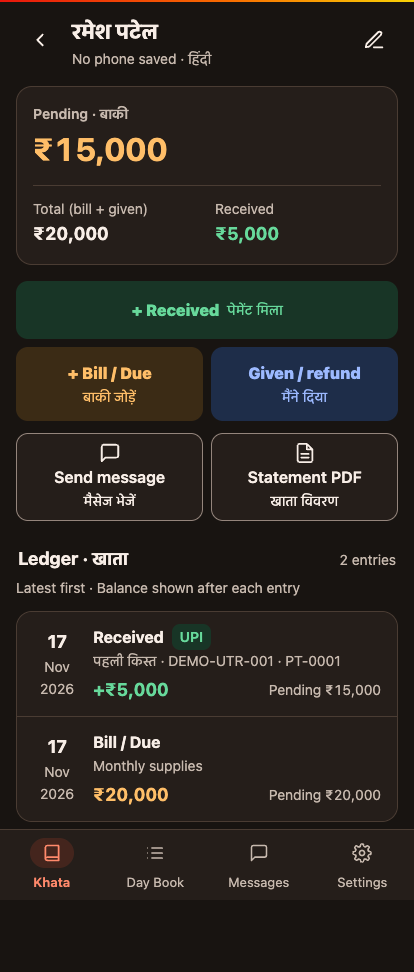 रमेश पटेल
No phone saved · हिंदी
Pending · बाकी
₹15,000
Total (bill + given)
Received
₹20,000
₹5,000
+ Received पेमेंट मिला
+ Bill / Due
Given / refund
बाकी जोड़ें
मैंने दिया
Send message
Statement PDF
मैसेज भेजें
खाता विवरण
Ledger · खाता
2 entries
Latest first · Balance shown after each entry
17 Nov 2026
Received UPI
पहली किस्त · DEMO-UTR-001 · PT-0001
+₹5,000
Pending ₹15,000
17 Nov 2026
Bill / Due
Monthly supplies
₹20,000
Pending ₹20,000
Khata
Day Book
Messages
Settings